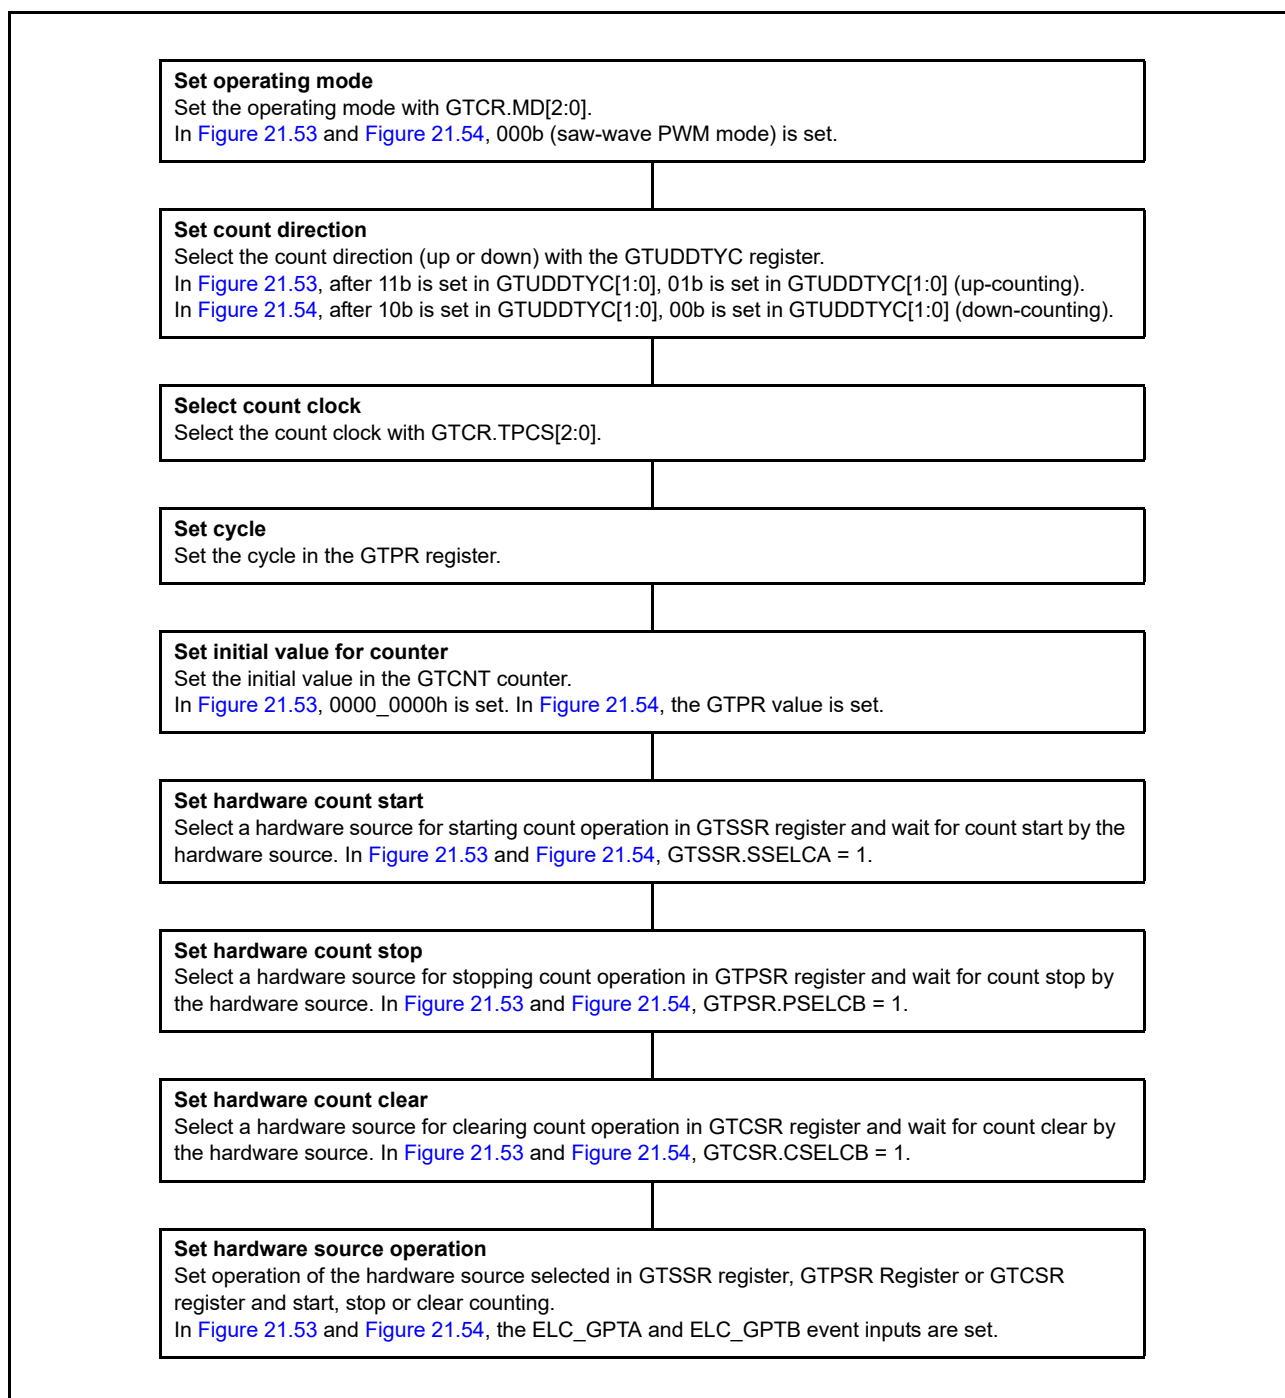 Set operating mode
Set the operating mode with GTCR.MD[2:0].
In Figure 21.53 and Figure 21.54, 000b (saw-wave PWM mode) is set.
Set count direction
Select the count direction (up or down) with the GTUDDTYC register.
In Figure 21.53, after 11b is set in GTUDDTYC[1:0], 01b is set in GTUDDTYC[1:0] (up-counting).
In Figure 21.54, after 10b is set in GTUDDTYC[1:0], 00b is set in GTUDDTYC[1:0] (down-counting).
Select count clock
Select the count clock with GTCR.TPCS[2:0].
Set cycle
Set the cycle in the GTPR register.
Set initial value for counter
Set the initial value in the GTCNT counter.
In Figure 21.53, 0000_0000h is set. In Figure 21.54, the GTPR value is set.
Set hardware count start
Select a hardware source for starting count operation in GTSSR register and wait for count start by the
hardware source. In Figure 21.53 and Figure 21.54, GTSSR.SSELCA = 1.
Set hardware count stop
Select a hardware source for stopping count operation in GTPSR register and wait for count stop by
the hardware source. In Figure 21.53 and Figure 21.54, GTPSR.PSELCB = 1.
Set hardware count clear
Select a hardware source for clearing count operation in GTCSR register and wait for count clear by
the hardware source. In Figure 21.53 and Figure 21.54, GTCSR.CSELCB = 1.
Set hardware source operation
Set operation of the hardware source selected in GTSSR register, GTPSR Register or GTCSR
register and start, stop or clear counting.
In Figure 21.53 and Figure 21.54, the ELC_GPTA and ELC_GPTB event inputs are set.